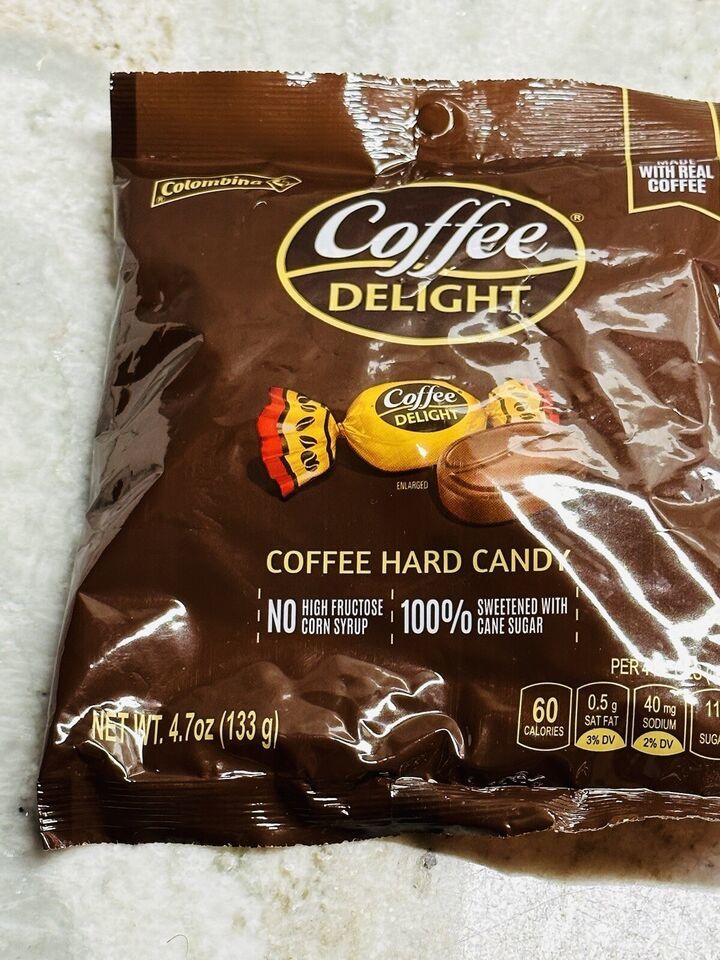 Colombina
MADE
WITH REAL
COFFEE
Coffee
DELIGHT
®
Coffee
DELIGHT
ENLARGED
COFFEE HARD CANDY
NO HIGH FRUCTOSE
CORN SYRUP
100% SWEETENED WITH
CANE SUGAR
NET WT. 4.7oz (133 g)
PER
60
CALORIES
0.5 g
SAT FAT
3% DV
40 mg
SODIUM
2% DV
11